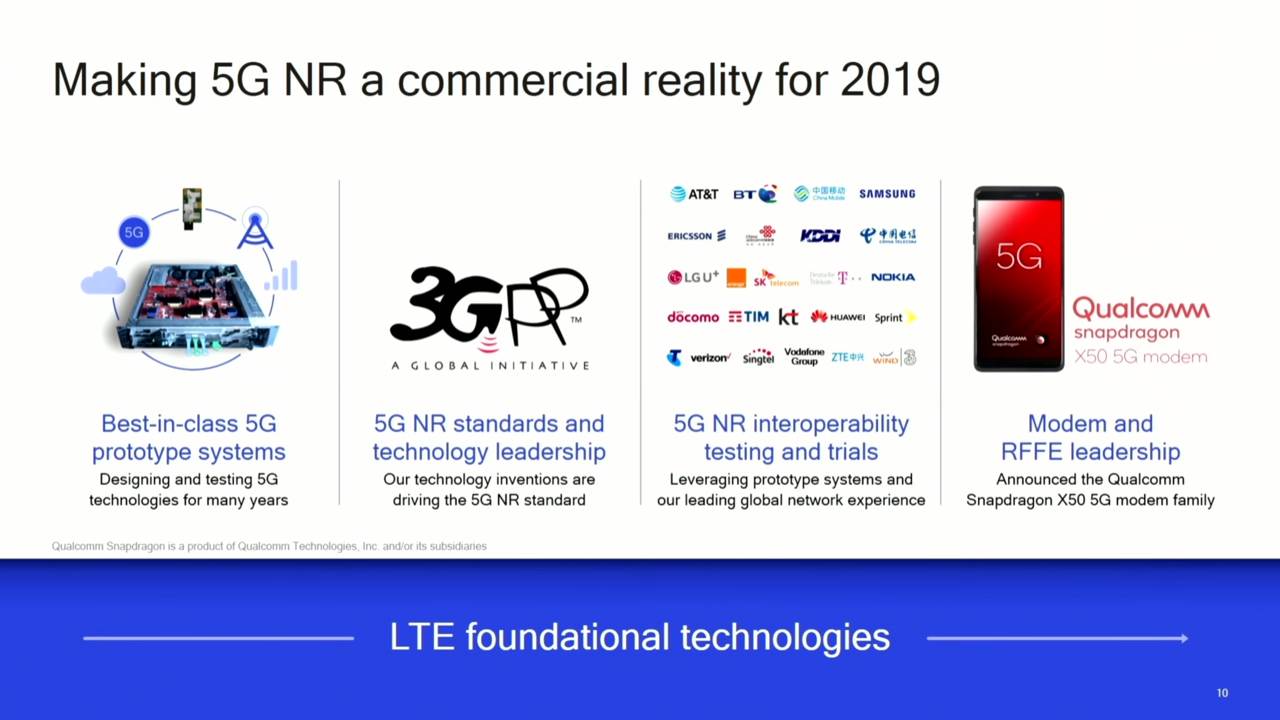 Making 5G NR a commercial reality for 2019
5G
3GPP™
A GLOBAL INITIATIVE
AT&T BT 中国移动 China Mobile SAMSUNG
ERICSSON KDDI 中国电信 CHINA TELECOM
LG U+ orange SK telecom Deutsche Telekom T NOKIA
döcomo TIM kt HUAWEI Sprint
T verizon✓ Singtel Vodafone Group ZTE中兴 WIND 3
5G
Qualcomm
snapdragon
Qualcomm
snapdragon
X50 5G modem
Best-in-class 5G
prototype systems
Designing and testing 5G
technologies for many years
5G NR standards and
technology leadership
Our technology inventions are
driving the 5G NR standard
5G NR interoperability
testing and trials
Leveraging prototype systems and
our leading global network experience
Modem and
RFFE leadership
Announced the Qualcomm
Snapdragon X50 5G modem family
Qualcomm Snapdragon is a product of Qualcomm Technologies, Inc. and/or its subsidiaries
LTE foundational technologies
10